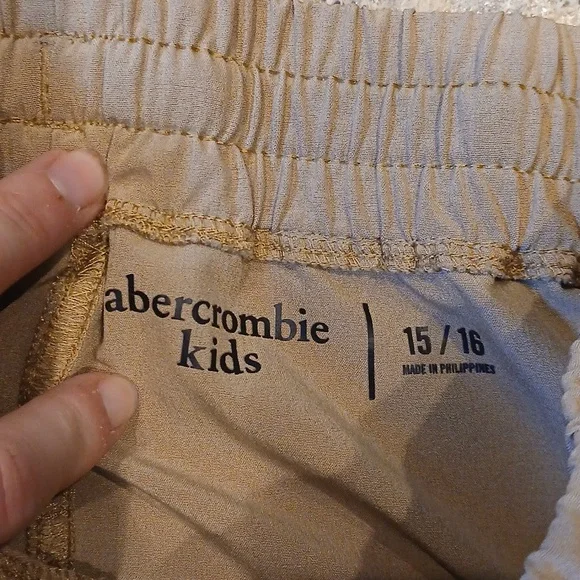 abercrombie
kids
15 / 16
MADE IN PHILIPPINES